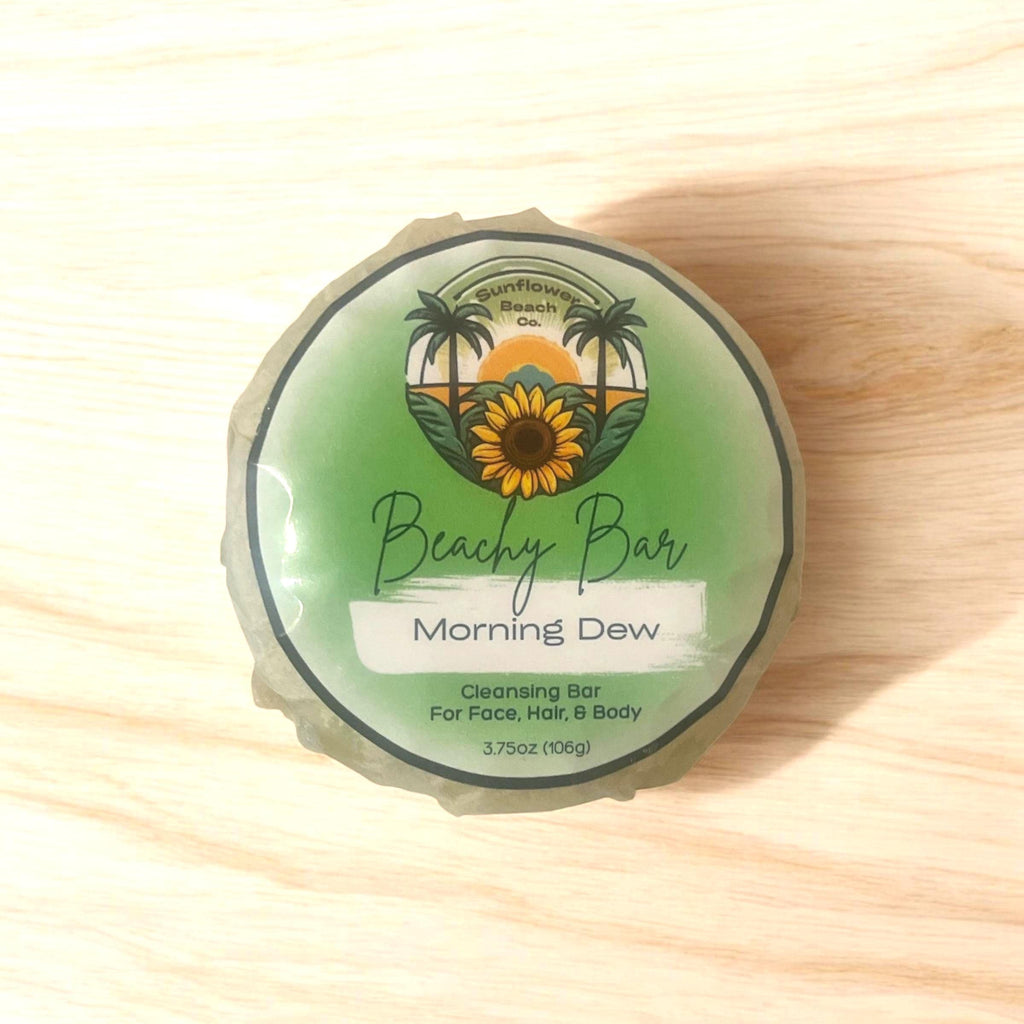 Sunflower
Beach
Co.
Beachy Bar
Morning Dew
Cleansing Bar
For Face, Hair, & Body
3.75oz (106g)